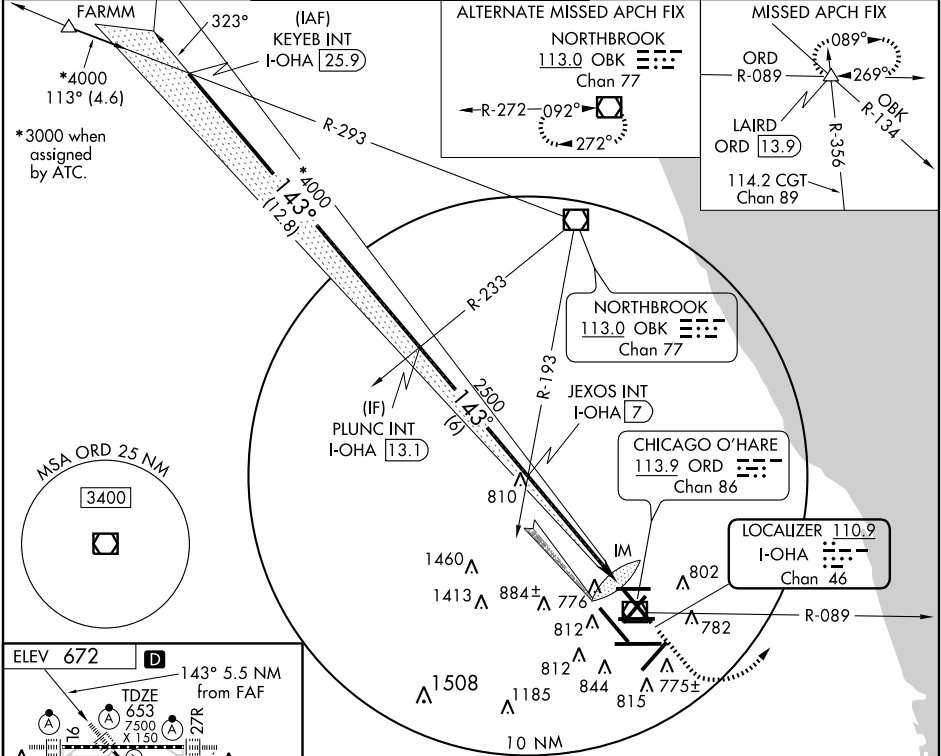 FARMM
323°
(IAF)
KEYEB INT
I-OHA 25.9
*4000
113° (4.6)
*3000 when
assigned
by ATC.
R-293
*4000
143°
(12.8)
ALTERNATE MISSED APCH FIX
NORTHBROOK
113.0 OBK
Chan 77
R-272
092°
272°
MISSED APCH FIX
089°
ORD
R-089
269°
OBK
R-134
LAIRD
ORD 13.9
R-356
114.2 CGT
Chan 89
R-233
NORTHBROOK
113.0 OBK
Chan 77
R-193
(IF)
PLUNC INT
I-OHA 13.1
2500
143°
(6)
JEXOS INT
I-OHA 7
CHICAGO O'HARE
113.9 ORD
Chan 86
MSA ORD 25 NM
3400
810
LOCALIZER 110.9
I-OHA
Chan 46
IM
1460
1413
884±
776
802
R-089
782
812
812
844
815
775±
1508
1185
10 NM
ELEV 672
D
143° 5.5 NM
from FAF
TDZE
653
7500
X 150
A
A
A
9L
27R